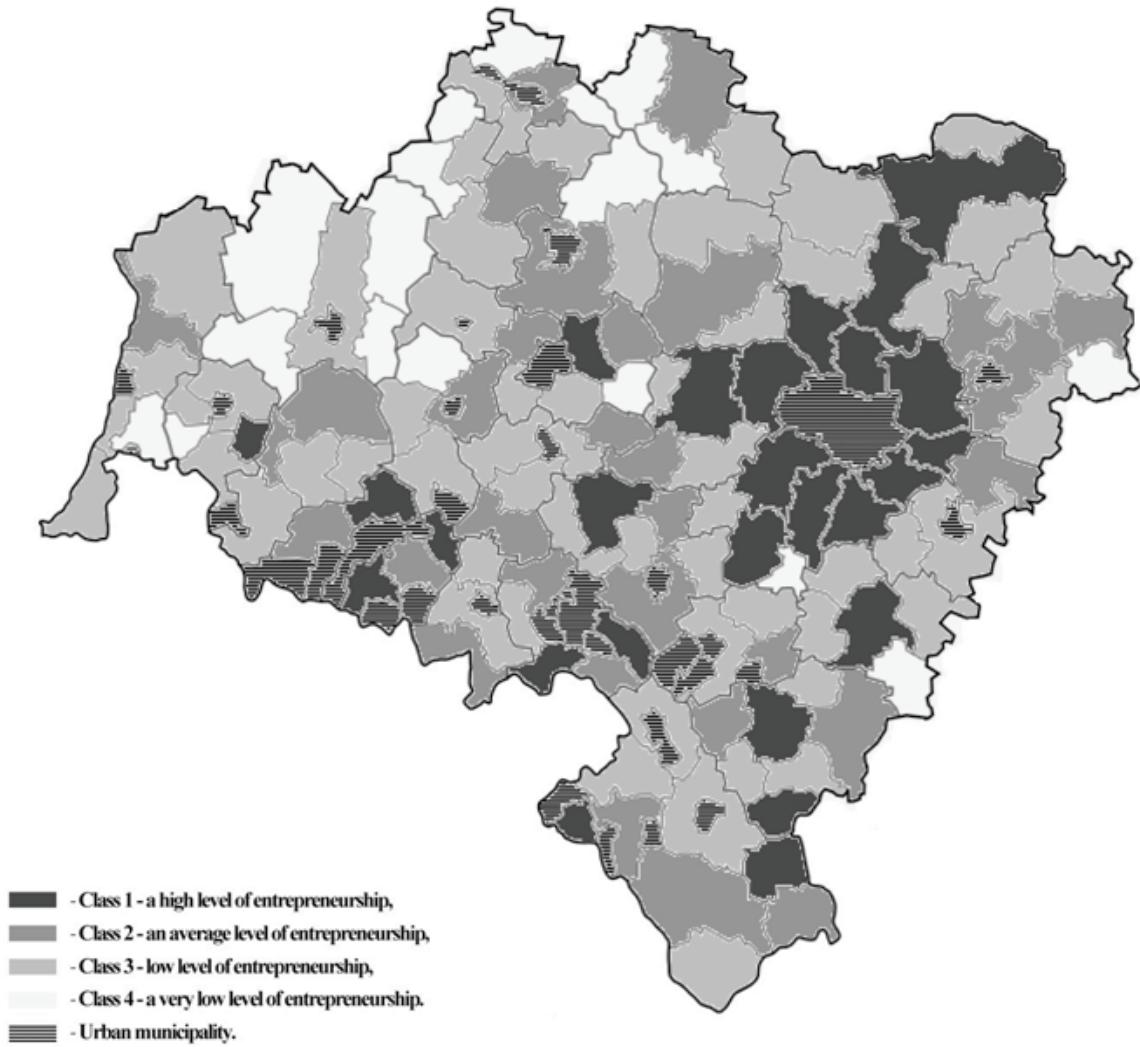 - Class 1 - a high level of entrepreneurship,
- Class 2 - an average level of entrepreneurship,
- Class 3 - low level of entrepreneurship,
- Class 4 - a very low level of entrepreneurship.
- Urban municipality.